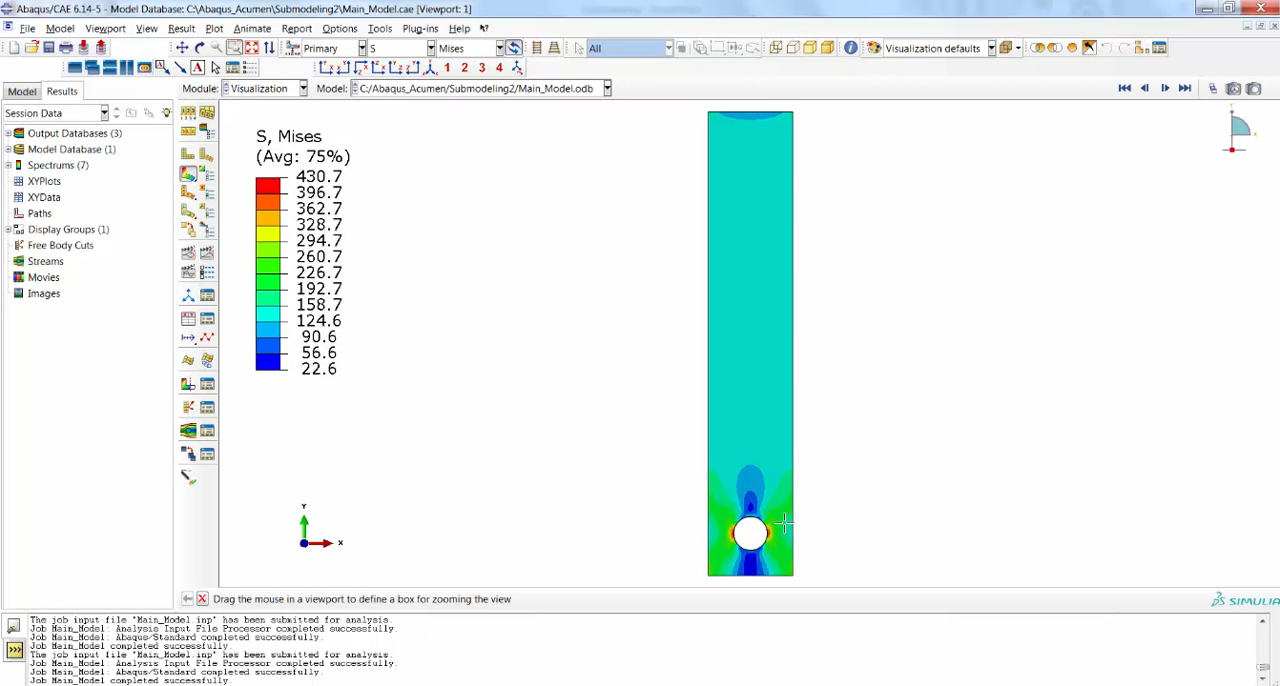 Abaqus/CAE 6.14-5 - Model Database: C:\Abaqus_Acumen\Submodeling2\Main_Model.cae [Viewport: 1]
File Model Viewport View Result Plot Animate Report Options Tools Plug-ins Help
Primary S Mises All Visualization defaults
A 1 2 3 4
Model Results Module: Visualization Model: C:/Abaqus_Acumen/Submodeling2/Main_Model.odb
Session Data
Output Databases (3)
Model Database (1)
Spectrums (7)
XYPlots
XYData
Paths
Display Groups (1)
Free Body Cuts
Streams
Movies
Images
S, Mises
(Avg: 75%)
430.7
396.7
362.7
328.7
294.7
260.7
226.7
192.7
158.7
124.6
90.6
56.6
22.6
Y
X
Drag the mouse in a viewport to define a box for zooming the view
SIMULIA
The job input file "Main_Model.inp" has been submitted for analysis.
Job Main_Model: Analysis Input File Processor completed successfully.
Job Main_Model: Abaqus/Standard completed successfully.
Job Main_Model completed successfully.
The job input file "Main_Model.inp" has been submitted for analysis.
Job Main_Model: Analysis Input File Processor completed successfully.
Job Main_Model: Abaqus/Standard completed successfully.
Job Main_Model completed successfully.